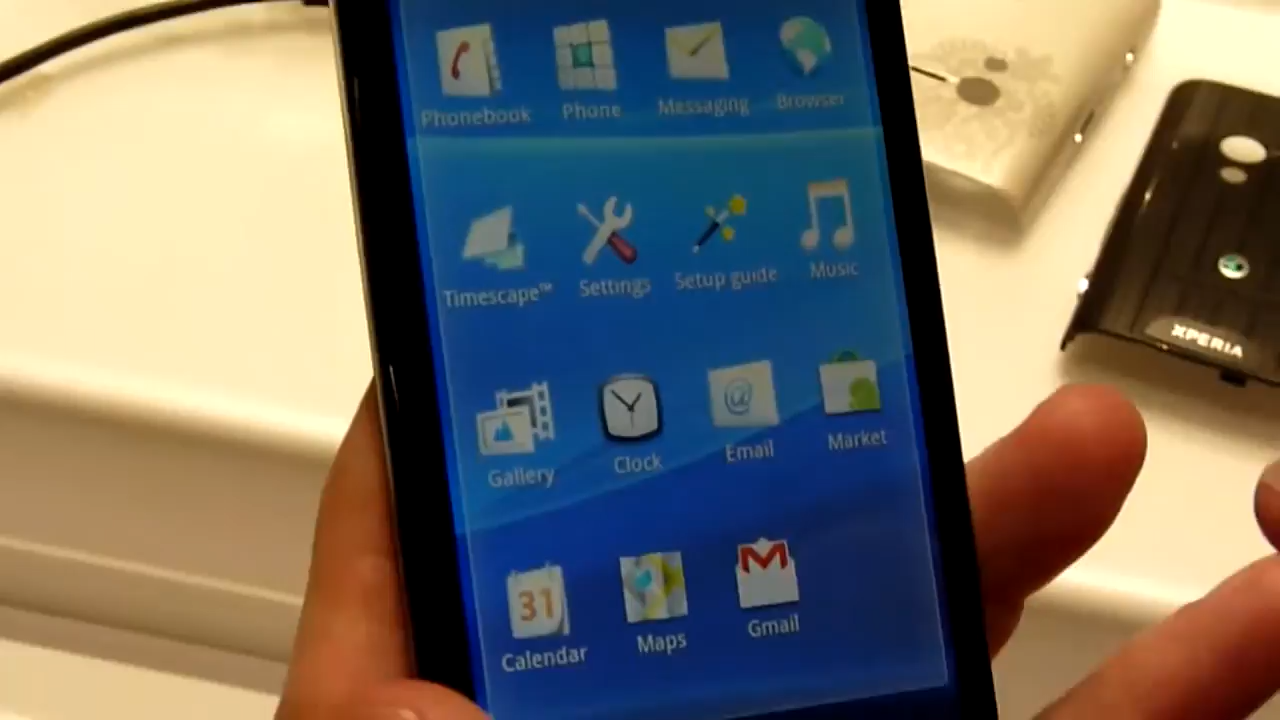 Phonebook Phone Messaging Browser
Timescape™ Settings Setup guide Music
XPERIA
Gallery Clock Email Market
@
31
M
Calendar Maps Gmail